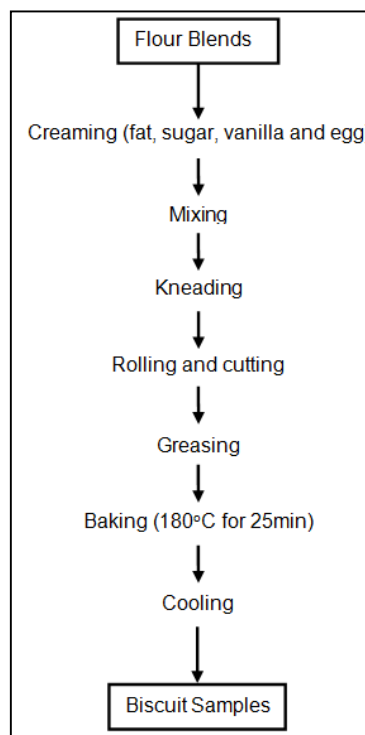 Flour Blends
Creaming (fat, sugar, vanilla and egg
Mixing
Kneading
Rolling and cutting
Greasing
Baking (180°C for 25min)
Cooling
Biscuit Samples